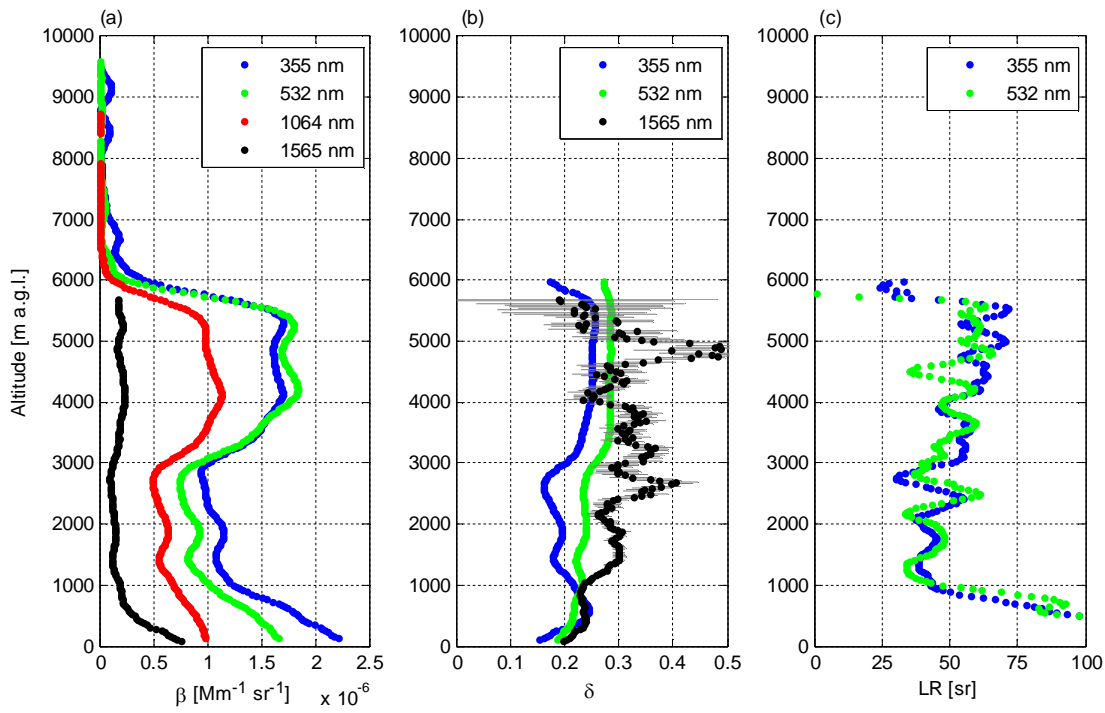 (a)
(b)
(c)
10000
9000
8000
7000
6000
5000
4000
3000
2000
1000
0
Altitude [m a.g.l.]
355 nm
532 nm
1064 nm
1565 nm
0 0.5 1 1.5 2 2.5
β [Mm⁻¹ sr⁻¹] x 10⁻⁶
10000
9000
8000
7000
6000
5000
4000
3000
2000
1000
0
355 nm
532 nm
1565 nm
0 0.1 0.2 0.3 0.4 0.5
δ
10000
9000
8000
7000
6000
5000
4000
3000
2000
1000
0
355 nm
532 nm
0 25 50 75 100
LR [sr]